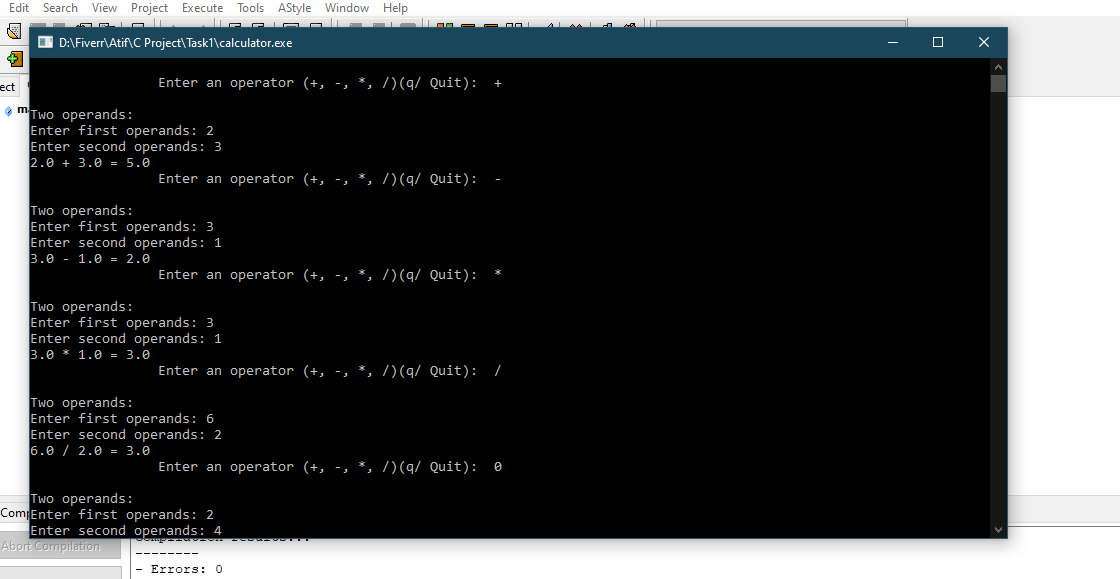 Edit Search View Project Execute Tools AStyle Window Help
D:\Fiverr\Atif\C Project\Task1\calculator.exe
Enter an operator (+, -, *, /)(q/ Quit): +
Two operands:
Enter first operands: 2
Enter second operands: 3
2.0 + 3.0 = 5.0
Enter an operator (+, -, *, /)(q/ Quit): -
Two operands:
Enter first operands: 3
Enter second operands: 1
3.0 - 1.0 = 2.0
Enter an operator (+, -, *, /)(q/ Quit): *
Two operands:
Enter first operands: 3
Enter second operands: 1
3.0 * 1.0 = 3.0
Enter an operator (+, -, *, /)(q/ Quit): /
Two operands:
Enter first operands: 6
Enter second operands: 2
6.0 / 2.0 = 3.0
Enter an operator (+, -, *, /)(q/ Quit): 0
Two operands:
Enter first operands: 2
Enter second operands: 4
ect
m
Comp
Abort Compilation
Compilation results...
--------
- Errors: 0